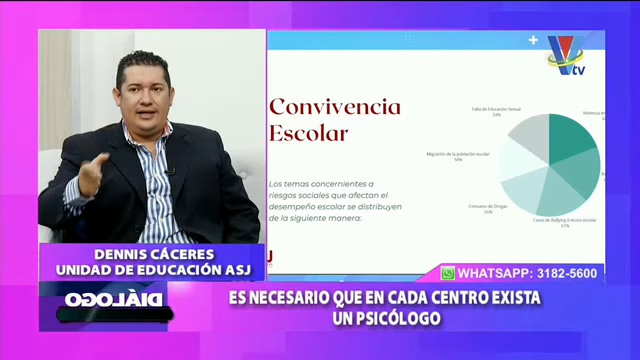 V
tv
Convivencia
Escolar
Los temas concernientes a
riesgos sociales que afectan el
desempeño escolar se distribuyen
de la siguiente manera:
Falta de Educación Sexual
54%
Migración de la población escolar
54%
Consumo de Drogas
55%
Casos de Bullying o Acoso escolar
61%
Violencia en
J
DENNIS CÁCERES
UNIDAD DE EDUCACIÓN ASJ
WHATSAPP: 3182-5600
DIÁLOGO
ES NECESARIO QUE EN CADA CENTRO EXISTA
UN PSICÓLOGO